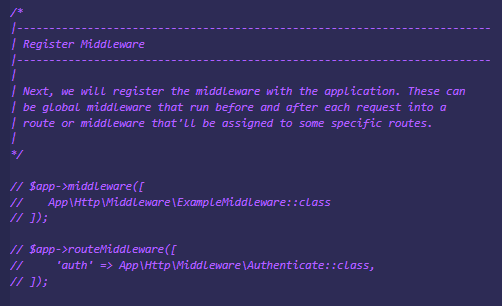 /*
|--------------------------------------------------------------------------
| Register Middleware
|--------------------------------------------------------------------------
|
| Next, we will register the middleware with the application. These can
| be global middleware that run before and after each request into a
| route or middleware that'll be assigned to some specific routes.
|
*/
// $app->middleware([
//    App\Http\Middleware\ExampleMiddleware::class
// ]);
// $app->routeMiddleware([
//     'auth' => App\Http\Middleware\Authenticate::class,
// ]);